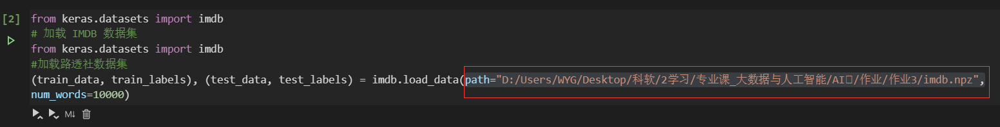 [2]
from keras.datasets import imdb
# 加载 IMDB 数据集
from keras.datasets import imdb
#加载路透社数据集
(train_data, train_labels), (test_data, test_labels) = imdb.load_data(path="D:/Users/WYG/Desktop/科软/2学习/专业课_大数据与人工智能/AI▯/作业/作业3/imdb.npz",
num_words=10000)
M↓